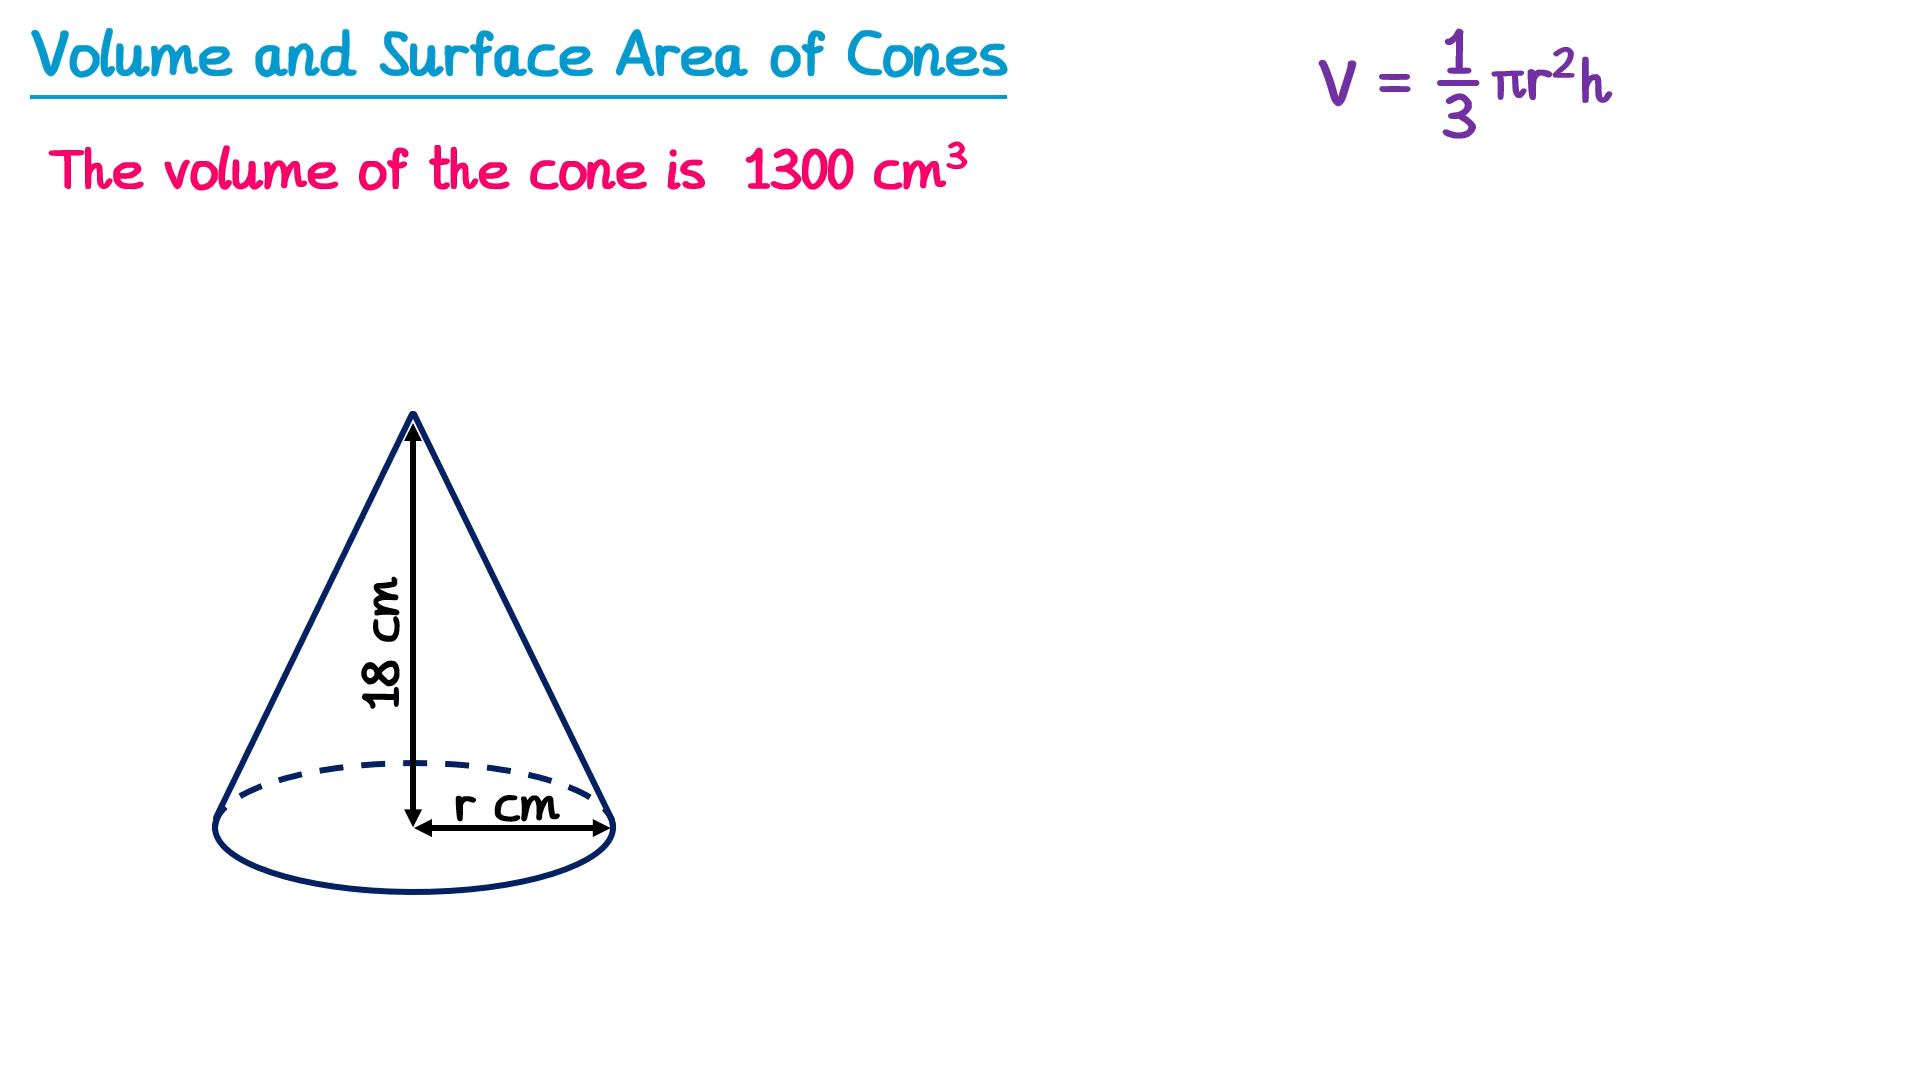 Volume and Surface Area of Cones
V = 1/3 πr²h
The volume of the cone is 1300 cm³
18 cm
r cm